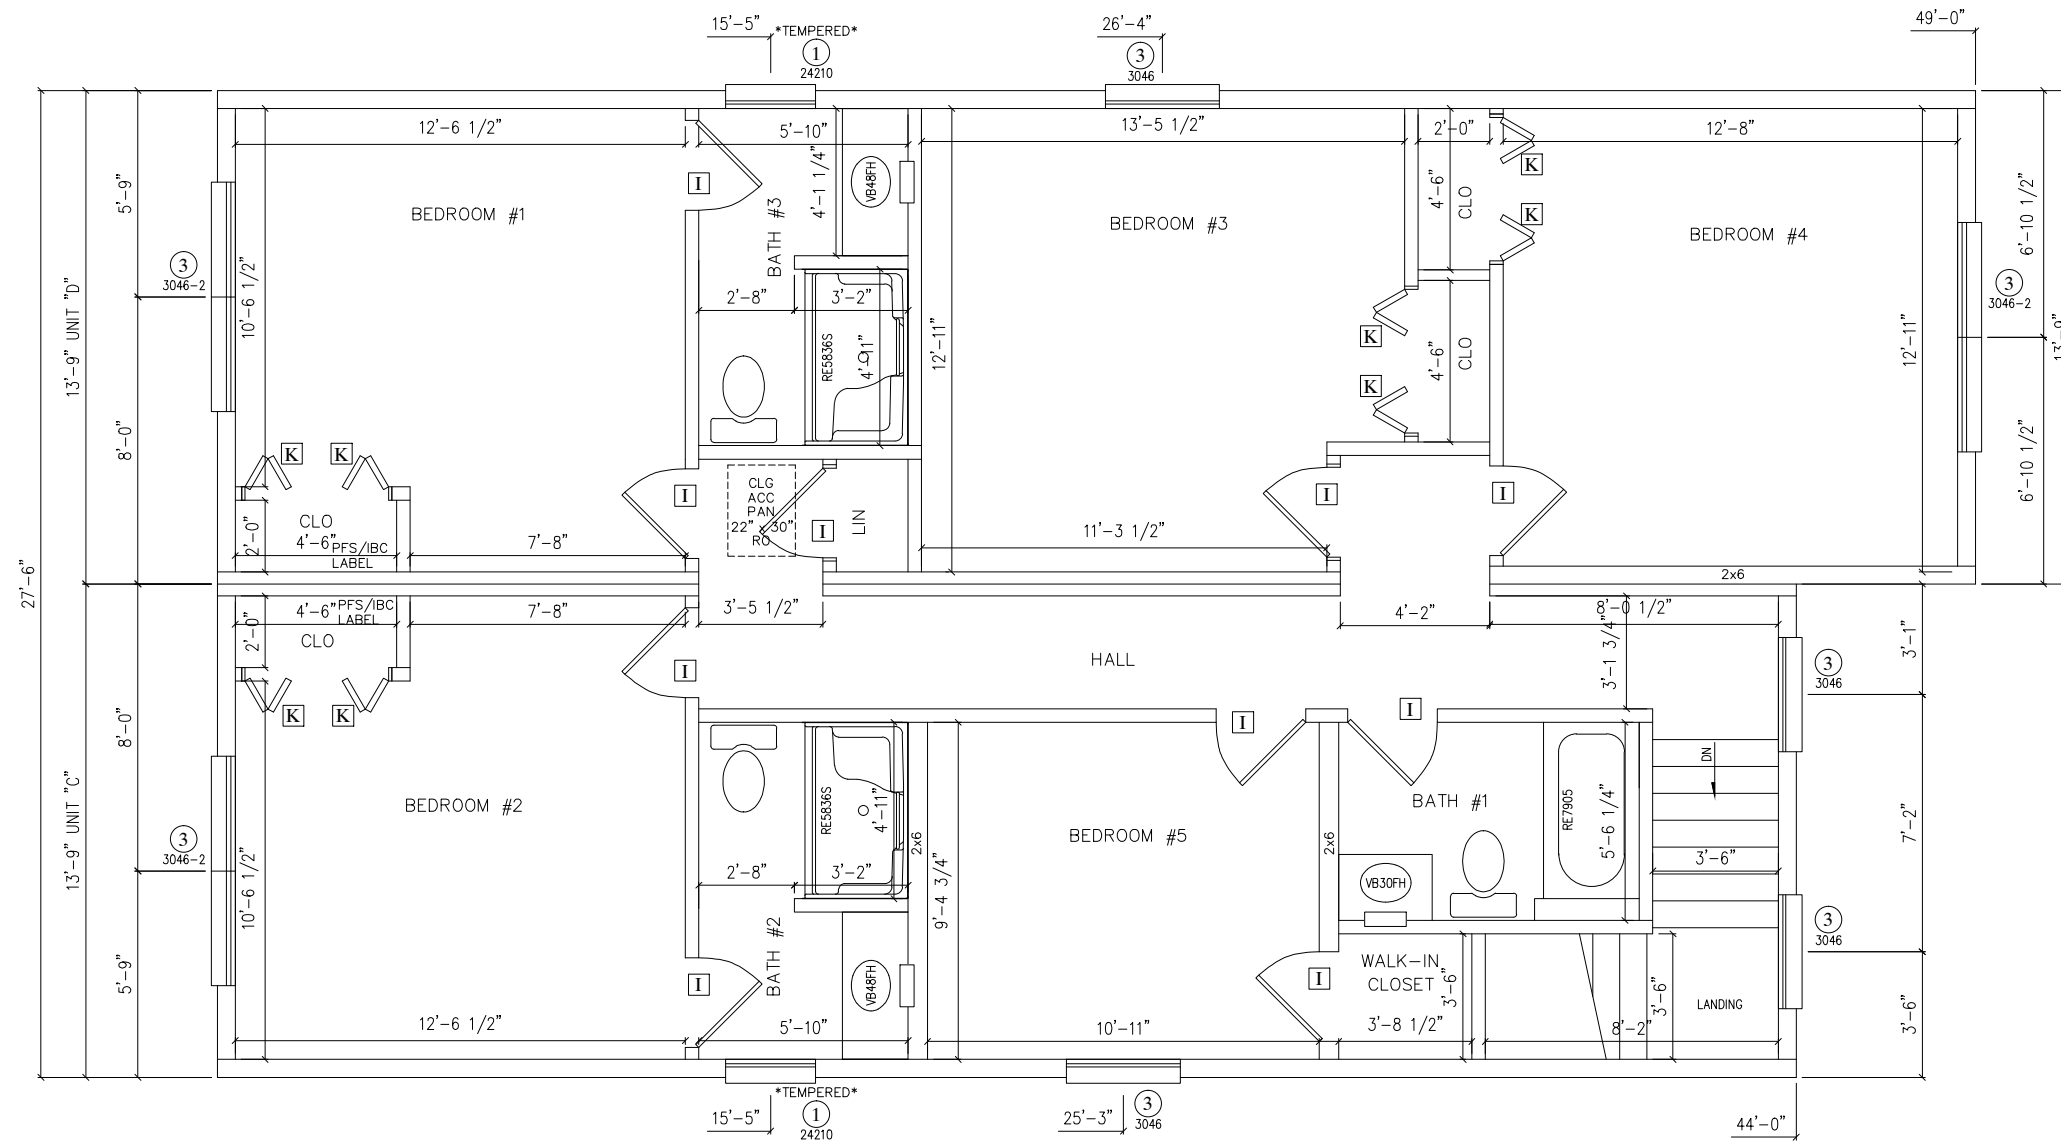 15'-5"
*TEMPERED*
1
24210
26'-4"
3
3046
49'-0"
12'-6 1/2"
5'-10"
13'-5 1/2"
2'-0"
12'-8"
5'-9"
I
4'-1 1/4"
VB48FH
4'-6"
CLO
K
K
6'-10 1/2"
BEDROOM #1
BATH #3
BEDROOM #3
BEDROOM #4
3
3046-2
10'-6 1/2"
2'-8"
3'-2"
3
3046-2
13'-9" UNIT "D"
RE5836S
4'-11"
12'-11"
K
K
4'-6"
CLO
12'-11"
13'-9"
8'-0"
K
K
I
CLG
ACC
PAN
22" x 30"
RO
I
LIN
I
I
6'-10 1/2"
CLO
4'-6"
PFS/IBC
LABEL
2'-0"
7'-8"
11'-3 1/2"
2x6
27'-6"
4'-6"
PFS/IBC
LABEL
2'-0"
CLO
7'-8"
3'-5 1/2"
4'-2"
8'-0 1/2"
3'-1 3/4"
3'-1"
HALL
I
3
3046
K
K
I
I
8'-0"
DN
BEDROOM #2
RE5836S
4'-11"
2x6
BEDROOM #5
2x6
BATH #1
RE7905
5'-6 1/4"
7'-2"
3
3046-2
13'-9" UNIT "C"
10'-6 1/2"
2'-8"
3'-2"
9'-4 3/4"
VB30FH
3'-6"
3
3046
5'-9"
I
BATH #2
VB48FH
I
WALK-IN
CLOSET
3'-6"
3'-6"
LANDING
3'-6"
12'-6 1/2"
5'-10"
10'-11"
3'-8 1/2"
8'-2"
15'-5"
*TEMPERED*
1
24210
25'-3"
3
3046
44'-0"